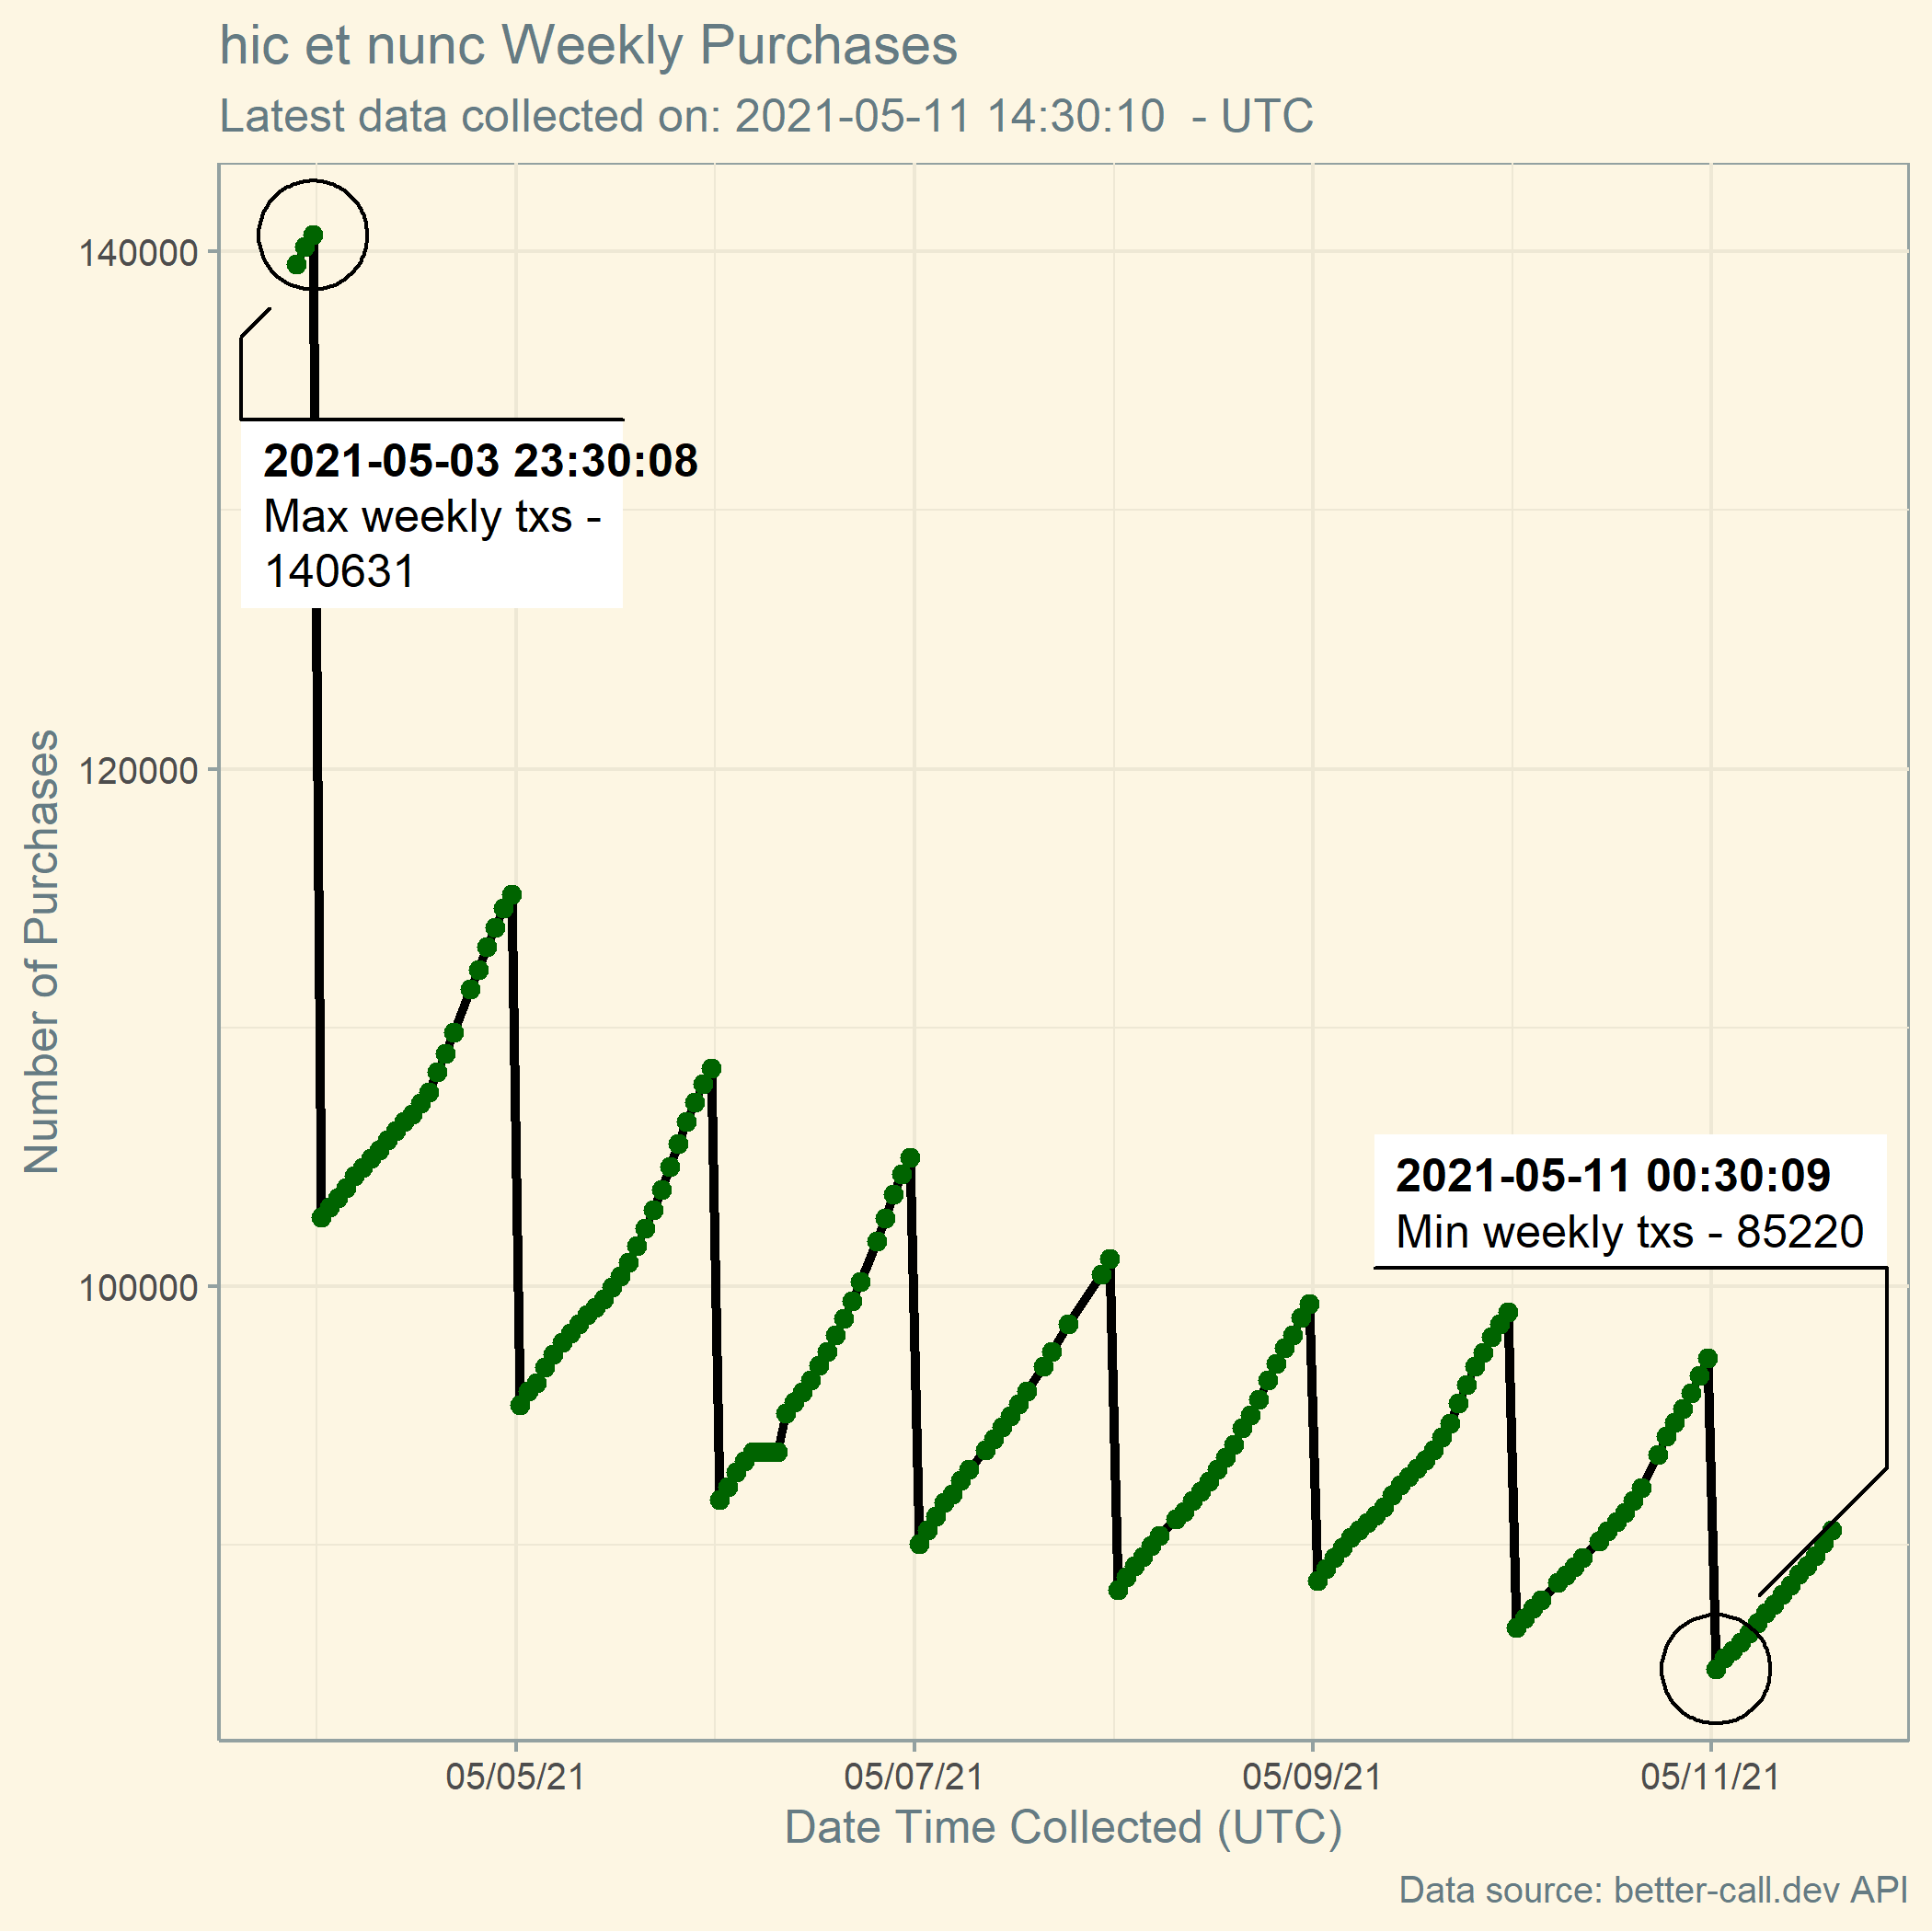 hic et nunc Weekly Purchases
Latest data collected on: 2021-05-11 14:30:10  - UTC
140000
2021-05-03 23:30:08
Max weekly txs -
140631
120000
Number of Purchases
2021-05-11 00:30:09
Min weekly txs - 85220
100000
05/05/21 05/07/21 05/09/21 05/11/21
Date Time Collected (UTC)
Data source: better-call.dev API